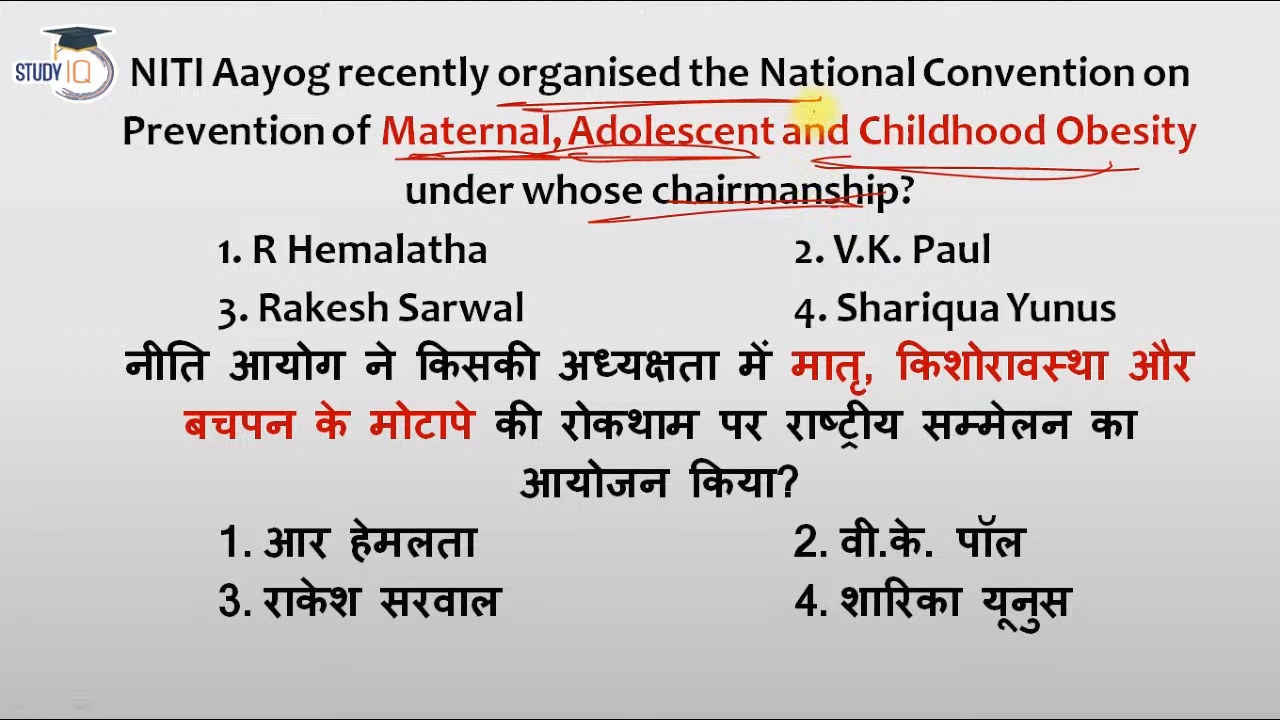 STUDY IQ
NITI Aayog recently organised the National Convention on
Prevention of Maternal, Adolescent and Childhood Obesity
under whose chairmanship?
1. R Hemalatha 2. V.K. Paul
3. Rakesh Sarwal 4. Shariqua Yunus
नीति आयोग ने किसकी अध्यक्षता में मातृ, किशोरावस्था और
बचपन के मोटापे की रोकथाम पर राष्ट्रीय सम्मेलन का
आयोजन किया?
1. आर हेमलता 2. वी.के. पॉल
3. राकेश सरवाल 4. शारिका यूनुस